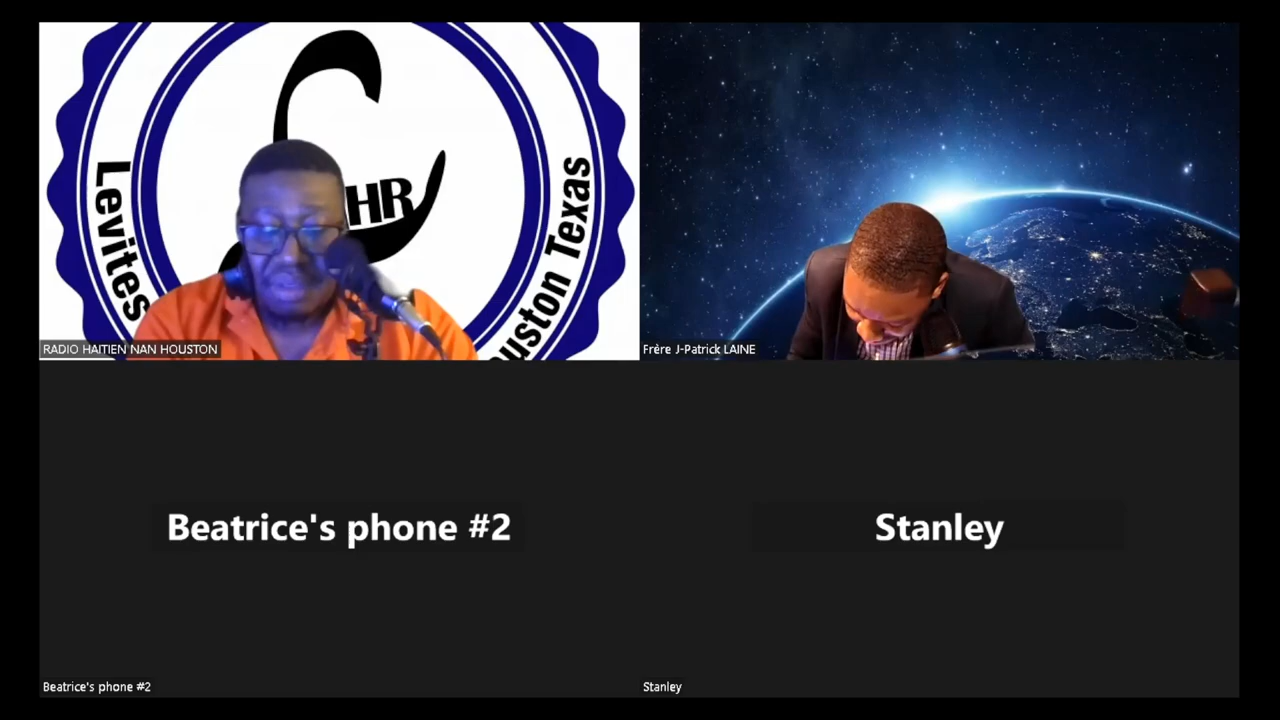 Levites
HR
Houston Texas
RADIO HAITIEN NAN HOUSTON
Frère J-Patrick LAINE
Beatrice's phone #2
Stanley
Beatrice's phone #2
Stanley